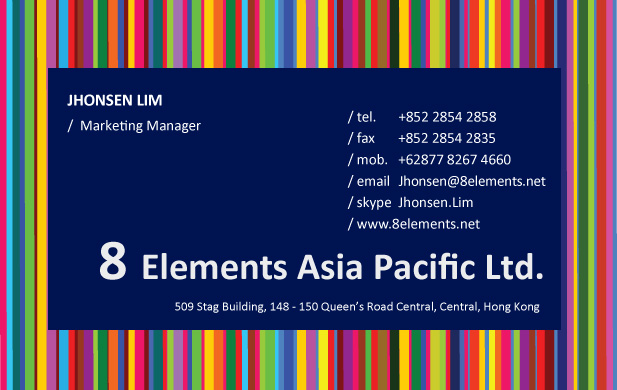 JHONSEN LIM
/ Marketing Manager
/ tel. +852 2854 2858
/ fax +852 2854 2835
/ mob. +62877 8267 4660
/ email Jhonsen@8elements.net
/ skype Jhonsen.Lim
/ www.8elements.net
8 Elements Asia Pacific Ltd.
509 Stag Building, 148 - 150 Queen's Road Central, Central, Hong Kong